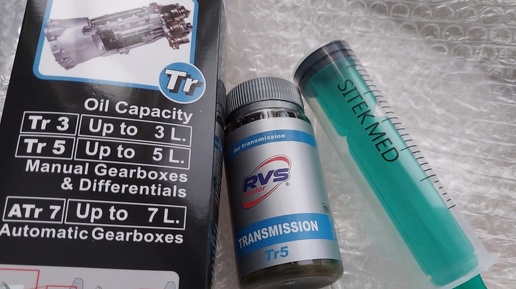 Tr
Oil Capacity
Tr 3 Up to 3 L.
Tr 5 Up to 5 L.
Manual Gearboxes
& Differentials
ATr 7 Up to 7 L.
Automatic Gearboxes
for transmission
RVS
®
TRANSMISSION
Tr5
SITEKMED